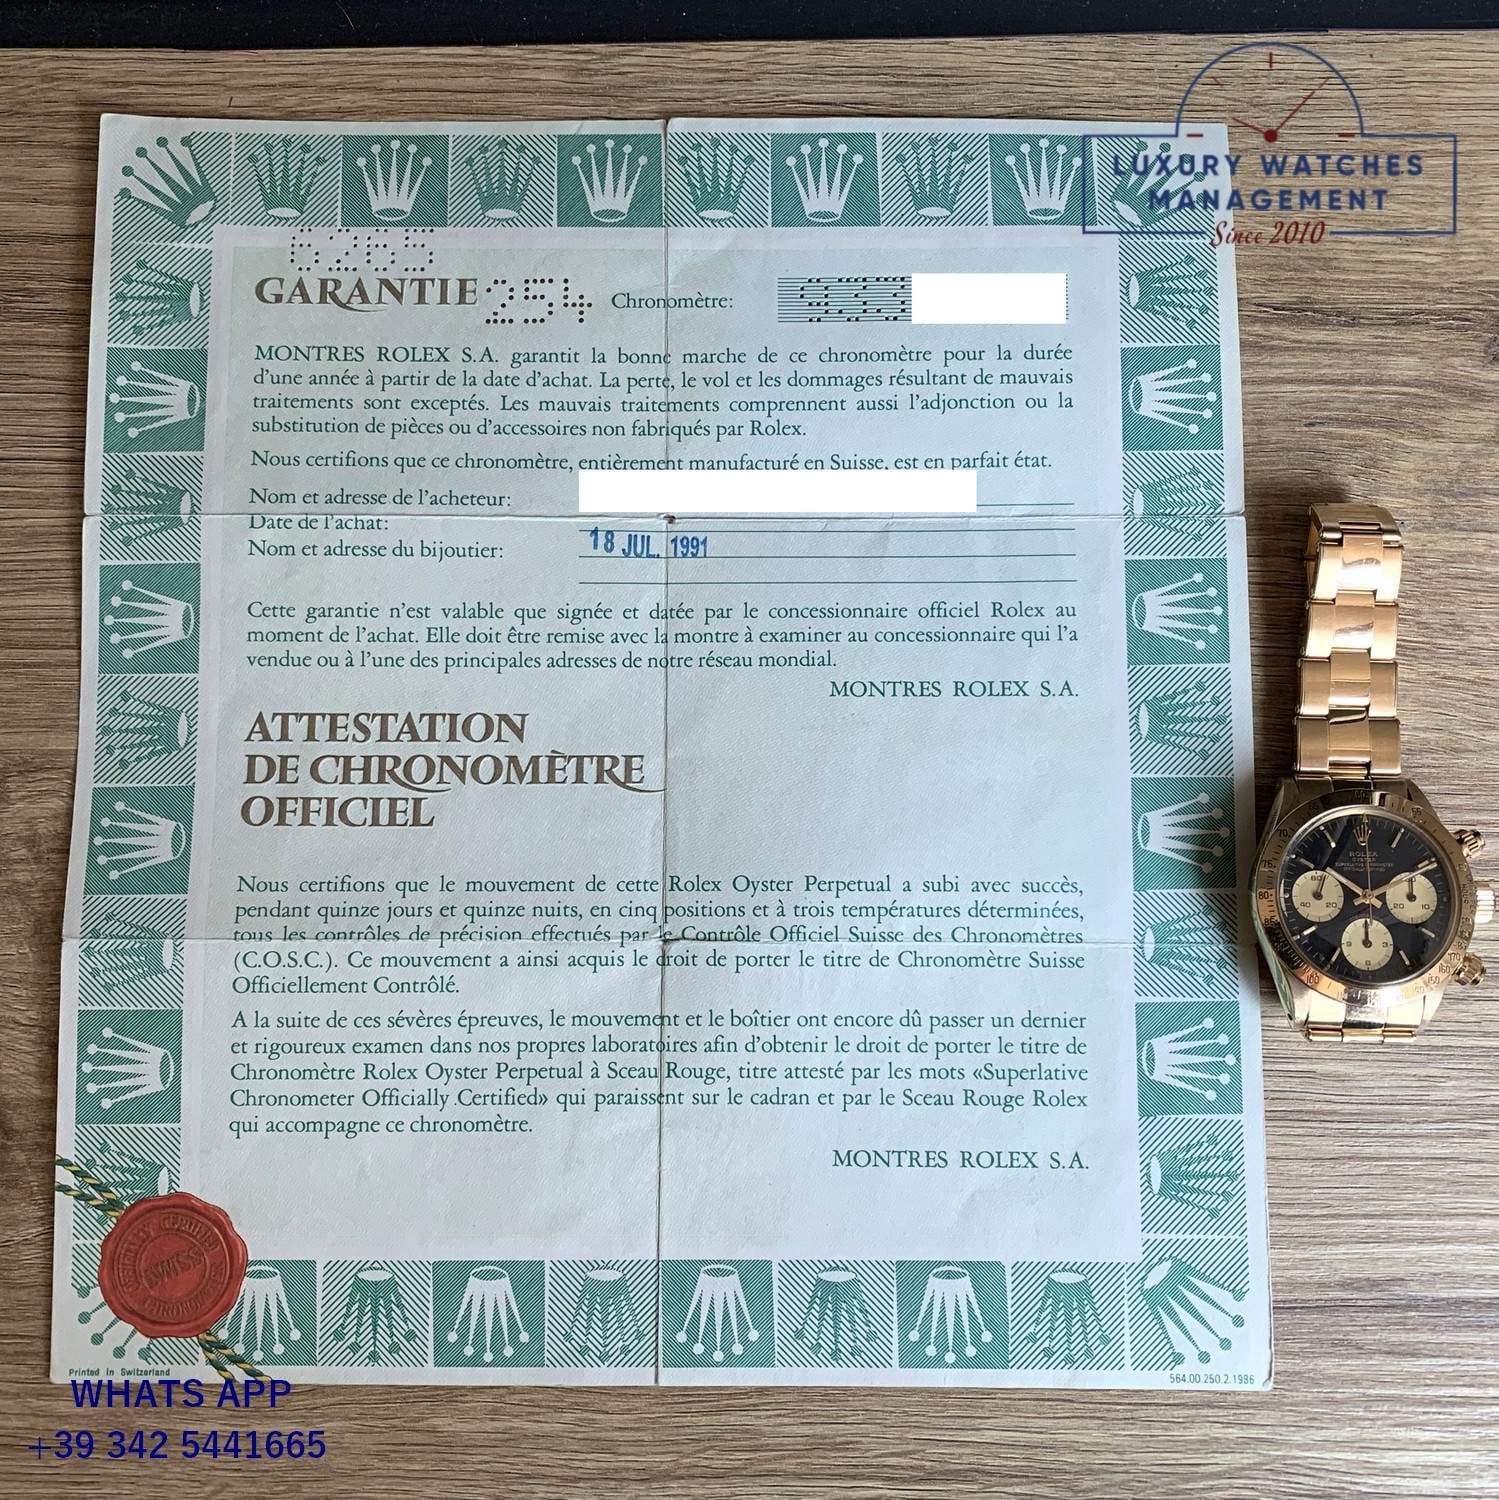 LUXURY WATCHES
MANAGEMENT
Since 2010
6265
GARANTIE 254 Chronomètre: 933
MONTRES ROLEX S.A. garantit la bonne marche de ce chronomètre pour la durée
d'une année à partir de la date d'achat. La perte, le vol et les dommages résultant de mauvais
traitements sont exceptés. Les mauvais traitements comprennent aussi l'adjonction ou la
substitution de pièces ou d'accessoires non fabriqués par Rolex.
Nous certifions que ce chronomètre, entièrement manufacturé en Suisse, est en parfait état.
Nom et adresse de l'acheteur:
Date de l'achat:
Nom et adresse du bijoutier: 18 JUL. 1991
Cette garantie n'est valable que signée et datée par le concessionnaire officiel Rolex au
moment de l'achat. Elle doit être remise avec la montre à examiner au concessionnaire qui l'a
vendue ou à l'une des principales adresses de notre réseau mondial.
MONTRES ROLEX S.A.
ATTESTATION
DE CHRONOMÈTRE
OFFICIEL
Nous certifions que le mouvement de cette Rolex Oyster Perpetual a subi avec succès,
pendant quinze jours et quinze nuits, en cinq positions et à trois températures déterminées,
tous les contrôles de précision effectués par le Contrôle Officiel Suisse des Chronomètres
(C.O.S.C.). Ce mouvement a ainsi acquis le droit de porter le titre de Chronomètre Suisse
Officiellement Contrôlé.
A la suite de ces sévères épreuves, le mouvement et le boîtier ont encore dû passer un dernier
et rigoureux examen dans nos propres laboratoires afin d'obtenir le droit de porter le titre de
Chronomètre Rolex Oyster Perpetual à Sceau Rouge, titre attesté par les mots «Superlative
Chronometer Officially Certified» qui paraissent sur le cadran et par le Sceau Rouge Rolex
qui accompagne ce chronomètre.
MONTRES ROLEX S.A.
SWISS
Printed in Switzerland
564.00.250.2.1986
ROLEX
OYSTER
WHATS APP
+39 342 5441665